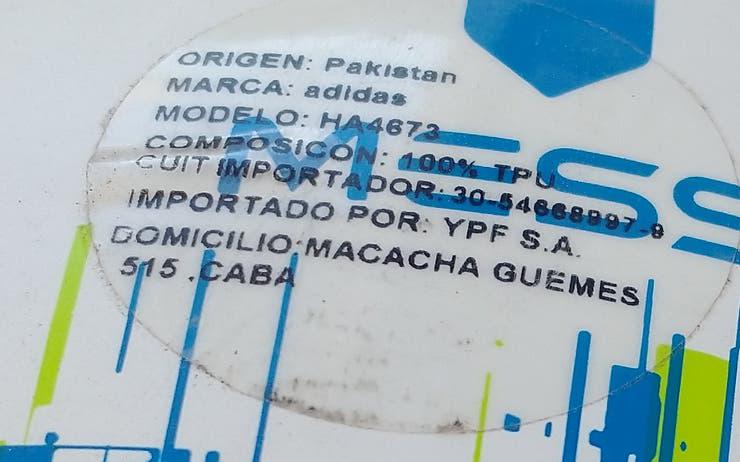 ORIGEN: Pakistan
MARCA: adidas
MODELO: HA4673
COMPOSICON: 100% TPU
CUIT IMPORTADOR: 30-54668997-9
IMPORTADO POR: YPF S.A.
DOMICILIO:MACACHA GUEMES
515 .CABA
MESS